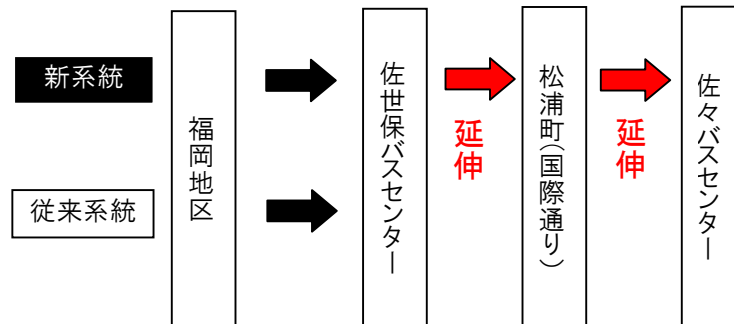 新系統
従来系統
福岡地区
佐世保バスセンター
延伸
松浦町(国際通り)
延伸
佐々バスセンター